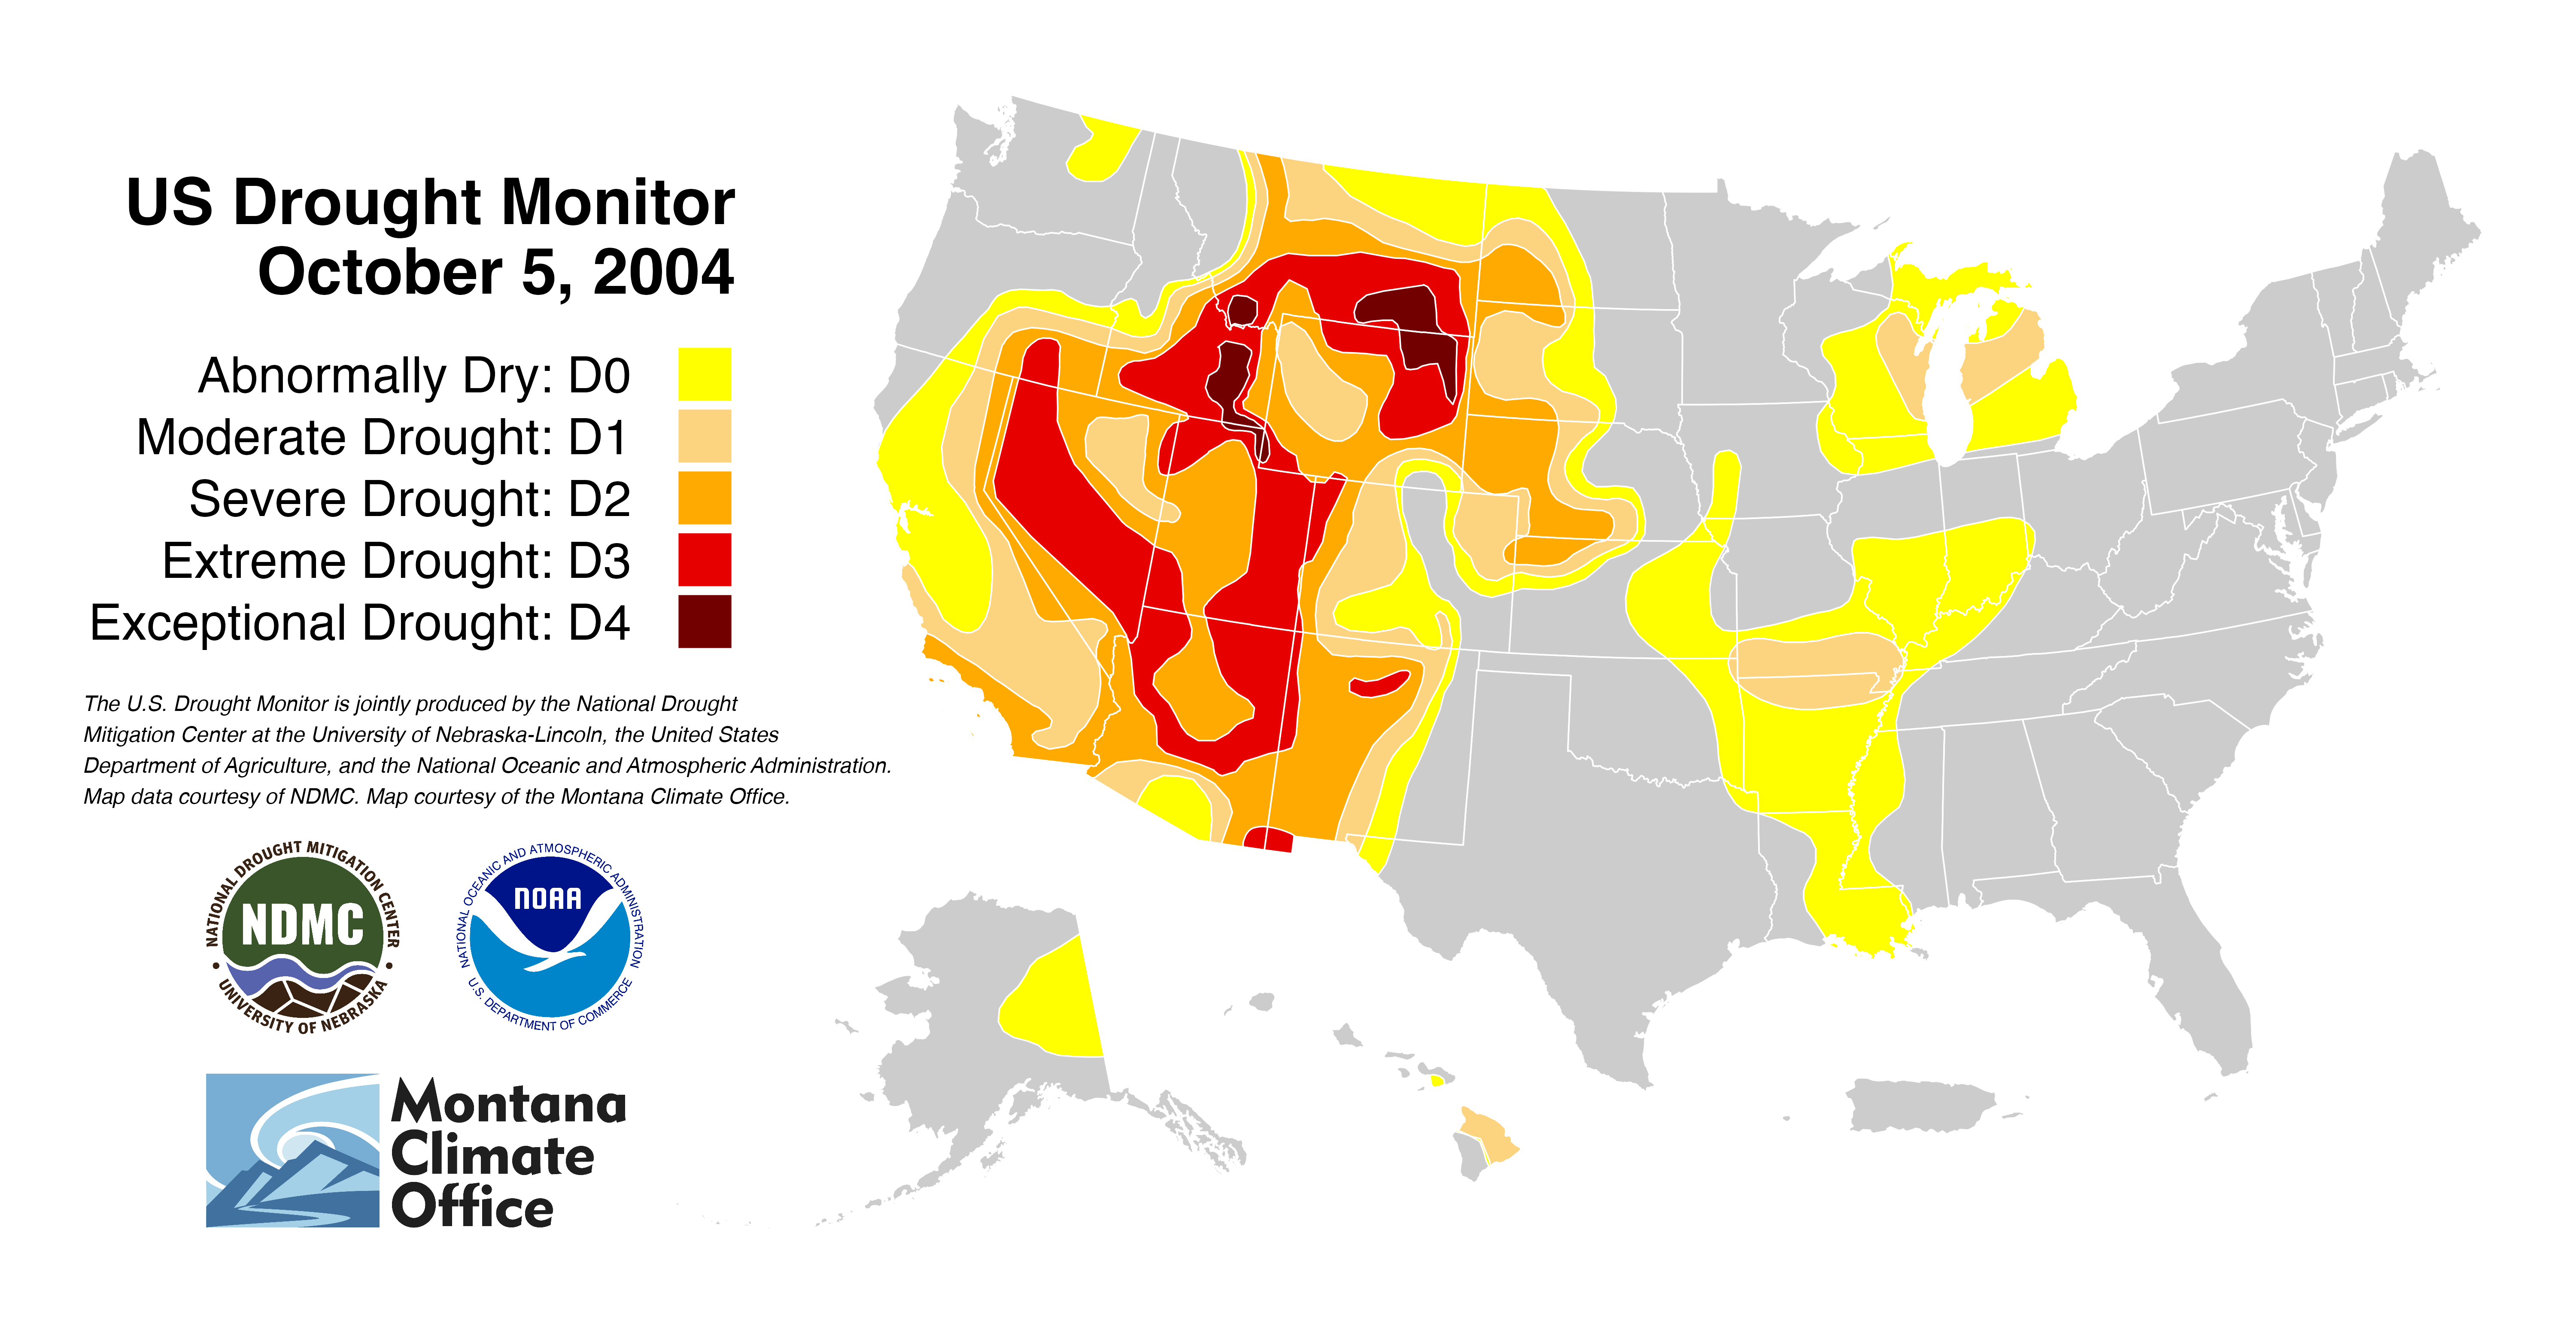 US Drought Monitor
October 5, 2004
Abnormally Dry: D0
Moderate Drought: D1
Severe Drought: D2
Extreme Drought: D3
Exceptional Drought: D4
The U.S. Drought Monitor is jointly produced by the National Drought
Mitigation Center at the University of Nebraska-Lincoln, the United States
Department of Agriculture, and the National Oceanic and Atmospheric Administration.
Map data courtesy of NDMC. Map courtesy of the Montana Climate Office.
NATIONAL DROUGHT MITIGATION CENTER
NDMC
• UNIVERSITY OF NEBRASKA •
NATIONAL OCEANIC AND ATMOSPHERIC ADMINISTRATION
NOAA
U.S. DEPARTMENT OF COMMERCE
Montana
Climate
Office